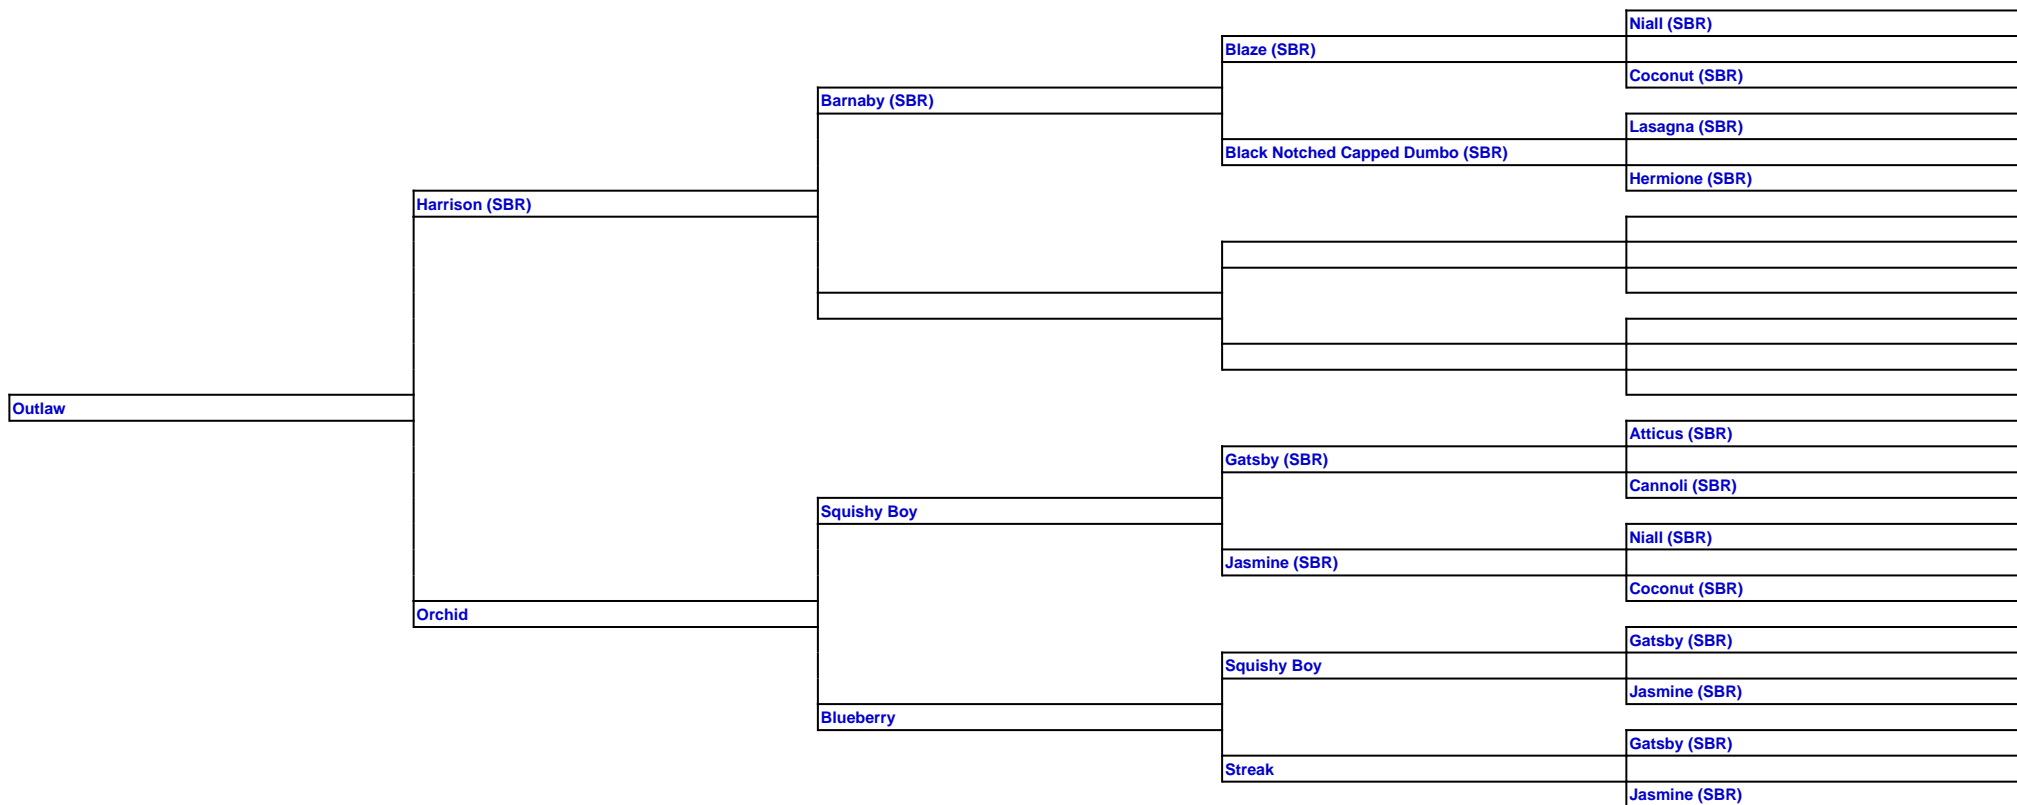 Niall (SBR)
Blaze (SBR)
Coconut (SBR)
Barnaby (SBR)
Lasagna (SBR)
Black Notched Capped Dumbo (SBR)
Hermione (SBR)
Harrison (SBR)
Outlaw
Atticus (SBR)
Gatsby (SBR)
Cannoli (SBR)
Squishy Boy
Niall (SBR)
Jasmine (SBR)
Coconut (SBR)
Orchid
Gatsby (SBR)
Squishy Boy
Jasmine (SBR)
Blueberry
Gatsby (SBR)
Streak
Jasmine (SBR)